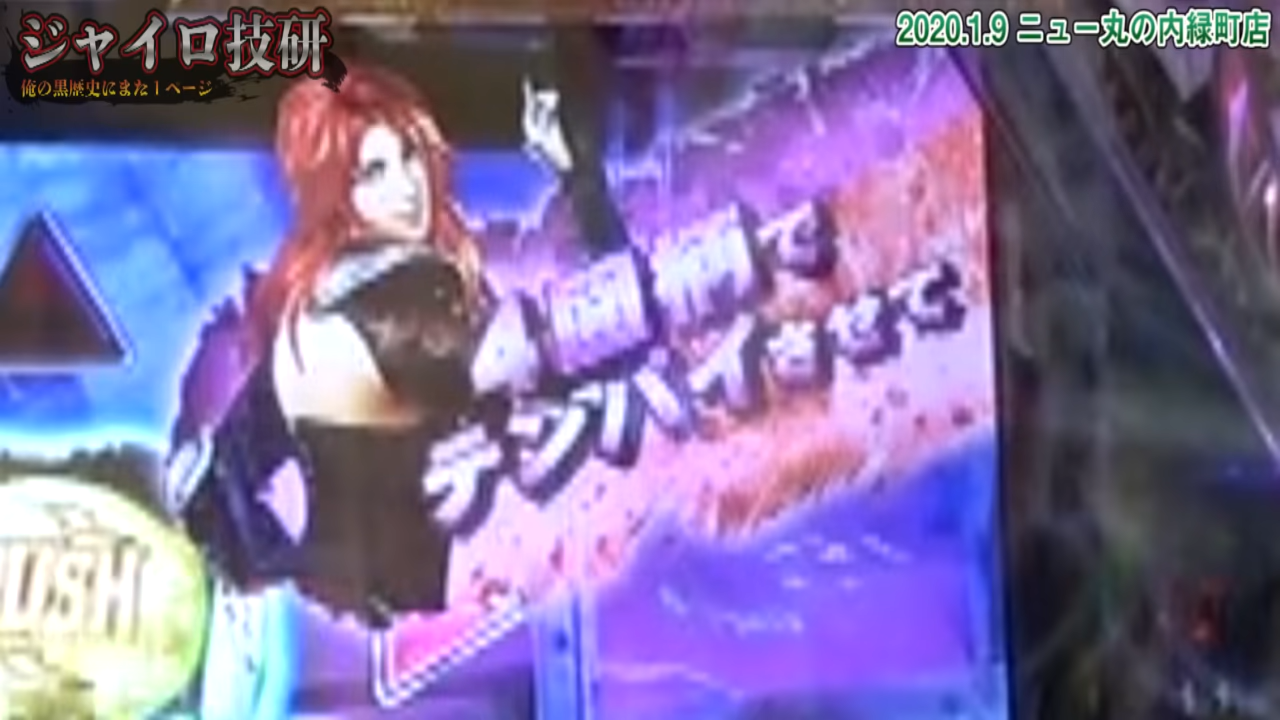 ジャイロ技研
俺の黒歴史にまた1ページ
2020.1.9 ニュー丸の内緑町店
で
テンパイさせて
USH